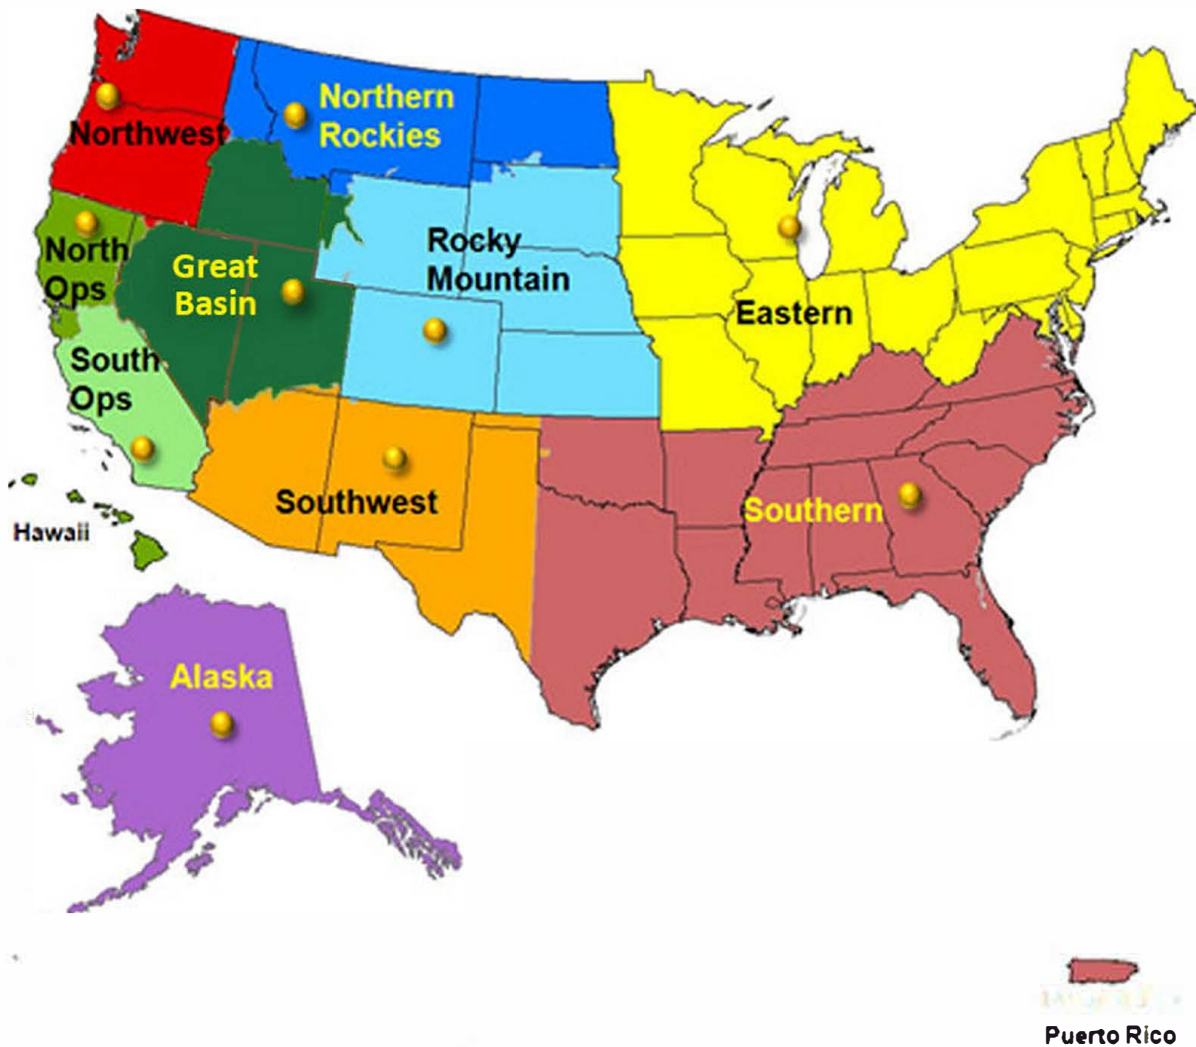 Northern
Rockies
Northwest
North
Ops
Great
Basin
Rocky
Mountain
Eastern
South
Ops
Southwest
Southern
Hawaii
Alaska
Puerto Rico